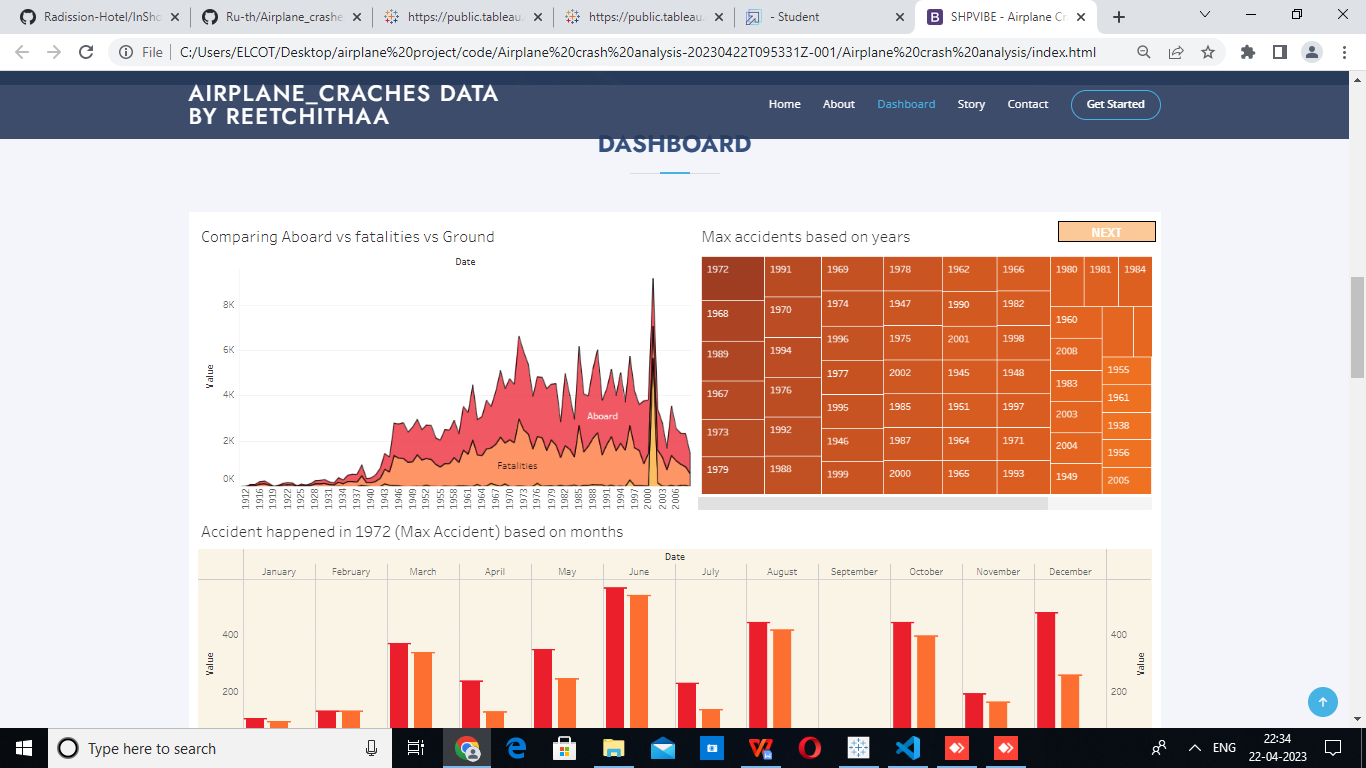 Radission-Hotel/InSho
Ru-th/Airplane_crashe
https://public.tableau.
https://public.tableau.
- Student
SHPVIBE - Airplane Cr
File
C:/Users/ELCOT/Desktop/airplane%20project/code/Airplane%20crash%20analysis-20230422T095331Z-001/Airplane%20crash%20analysis/index.html
AIRPLANE_CRACHES DATA
BY REETCHITHAA
Home
About
Dashboard
Story
Contact
Get Started
DASHBOARD
Comparing Aboard vs fatalities vs Ground
Date
Value
8K
6K
4K
2K
0K
Aboard
Fatalities
1912 1916 1919 1922 1925 1928 1931 1934 1937 1940 1943 1946 1949 1952 1955 1958 1961 1964 1967 1970 1973 1976 1979 1982 1985 1988 1991 1994 1997 2000 2003 2006
Max accidents based on years
NEXT
1972 1991 1969 1978 1962 1966 1980 1981 1984
1968 1970 1974 1947 1990 1982 1960
1989 1994 1996 1975 2001 1998 2008
1967 1976 1977 2002 1945 1948 1983 1955
1973 1992 1995 1985 1951 1997 2003 1961
1979 1988 1946 1987 1964 1971 2004 1938
1999 2000 1965 1993 1949 1956
2005
Accident happened in 1972 (Max Accident) based on months
Date
January February March April May June July August September October November December
Value
400
200
400
200
Value
Type here to search
ENG
22:34
22-04-2023